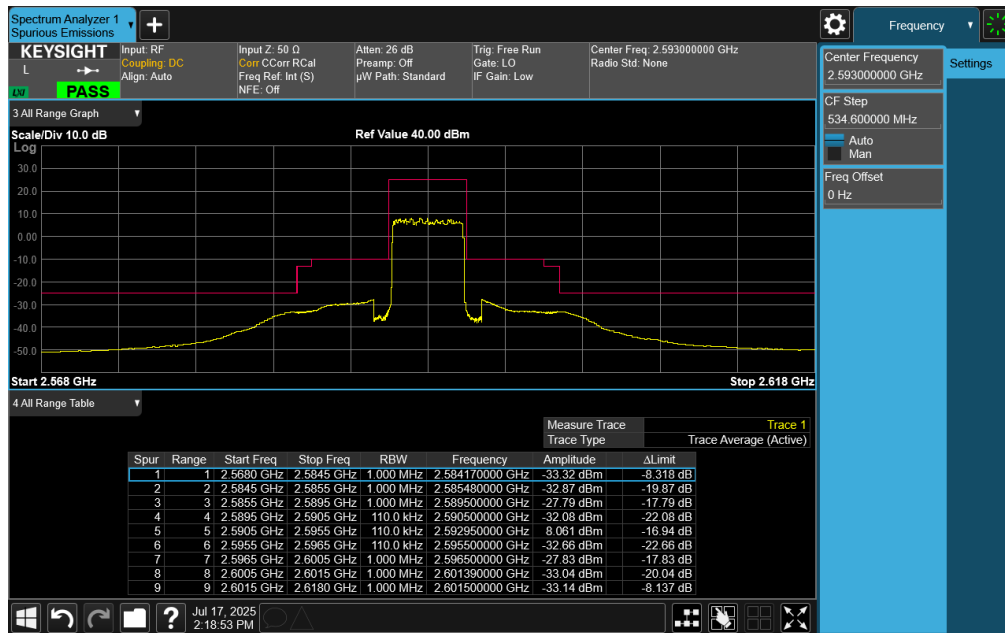 Spectrum Analyzer 1
Spurious Emissions
Frequency
KEYSIGHT
L
LXI
PASS
Input: RF
Coupling: DC
Align: Auto
Input Z: 50 Ω
Corr CCorr RCal
Freq Ref: Int (S)
NFE: Off
Atten: 26 dB
Preamp: Off
µW Path: Standard
Trig: Free Run
Gate: LO
IF Gain: Low
Center Freq: 2.593000000 GHz
Radio Std: None
Center Frequency
2.593000000 GHz
Settings
CF Step
534.600000 MHz
Auto
Man
Freq Offset
0 Hz
3 All Range Graph
Scale/Div 10.0 dB
Ref Value 40.00 dBm
Log
30.0
20.0
10.0
0.00
-10.0
-20.0
-30.0
-40.0
-50.0
Start 2.568 GHz
Stop 2.618 GHz
4 All Range Table
Measure Trace Trace 1
Trace Type Trace Average (Active)
Spur Range Start Freq Stop Freq RBW Frequency Amplitude ΔLimit
1 1 2.5680 GHz 2.5845 GHz 1.000 MHz 2.584170000 GHz -33.32 dBm -8.318 dB
2 2 2.5845 GHz 2.5855 GHz 1.000 MHz 2.585480000 GHz -32.87 dBm -19.87 dB
3 3 2.5855 GHz 2.5895 GHz 1.000 MHz 2.589500000 GHz -27.79 dBm -17.79 dB
4 4 2.5895 GHz 2.5905 GHz 110.0 kHz 2.590500000 GHz -32.08 dBm -22.08 dB
5 5 2.5905 GHz 2.5955 GHz 110.0 kHz 2.592950000 GHz 8.061 dBm -16.94 dB
6 6 2.5955 GHz 2.5965 GHz 110.0 kHz 2.595500000 GHz -32.66 dBm -22.66 dB
7 7 2.5965 GHz 2.6005 GHz 1.000 MHz 2.596500000 GHz -27.83 dBm -17.83 dB
8 8 2.6005 GHz 2.6015 GHz 1.000 MHz 2.601390000 GHz -33.04 dBm -20.04 dB
9 9 2.6015 GHz 2.6180 GHz 1.000 MHz 2.601500000 GHz -33.14 dBm -8.137 dB
Jul 17, 2025
2:18:53 PM